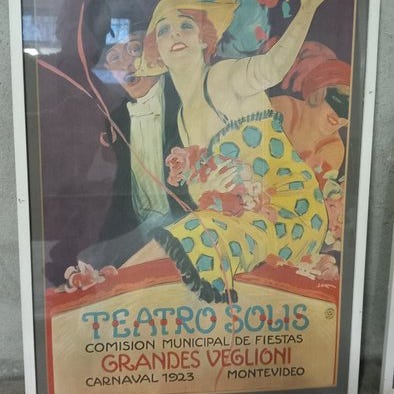 TEATRO SOLIS
COMISION MUNICIPAL DE FIESTAS
GRANDES VEGLIONI
CARNAVAL 1923 MONTEVIDEO